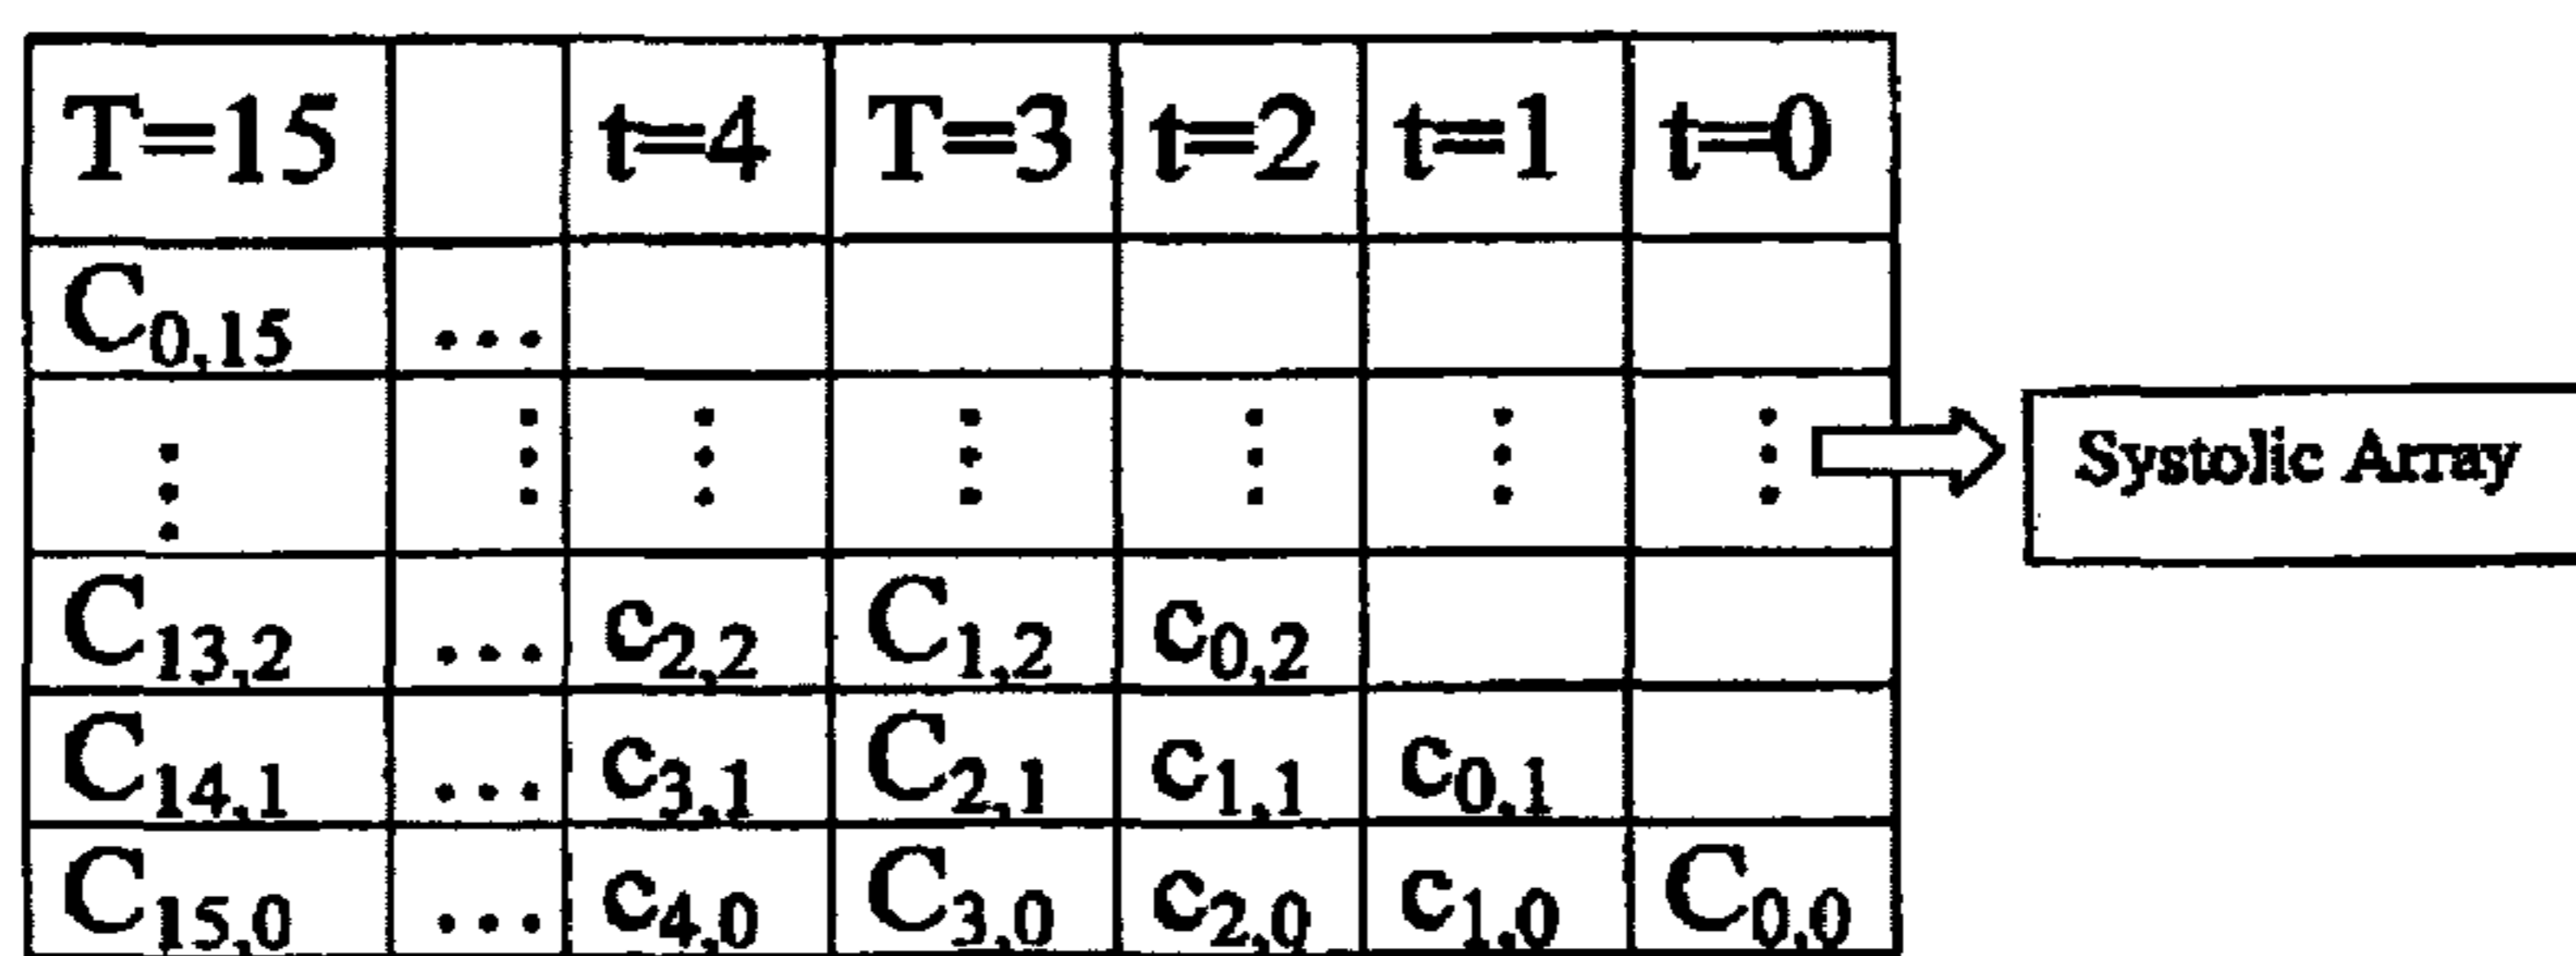 T=15 t=4 T=3 t=2 t=1 t=0
C0,15 ...
⋮ ⋮ ⋮ ⋮ ⋮ ⋮ ⋮ Systolic Array
C13,2 ... c2,2 C1,2 c0,2
C14,1 ... c3,1 C2,1 c1,1 c0,1
C15,0 ... c4,0 C3,0 c2,0 c1,0 C0,0